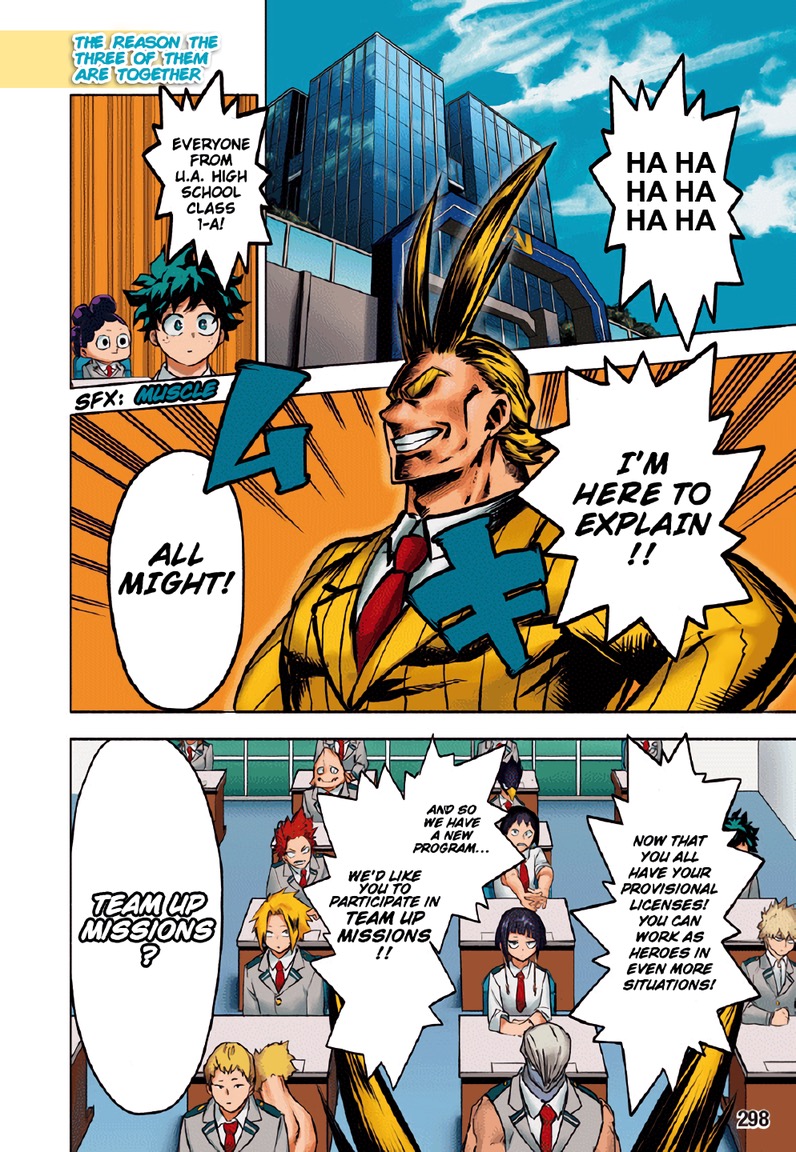 THE REASON THE
THREE OF THEM
ARE TOGETHER
HA HA
HA HA
HA HA
EVERYONE
FROM
U.A. HIGH
SCHOOL
CLASS
1-A!
I'M
HERE TO
EXPLAIN
!!
SFX: MUSCLE
ム
キ
ALL
MIGHT!
NOW THAT
YOU ALL
HAVE YOUR
PROVISIONAL
LICENSES!
YOU CAN
WORK AS
HEROES IN
EVEN MORE
SITUATIONS!
AND SO
WE HAVE
A NEW
PROGRAM...
WE'D LIKE
YOU TO
PARTICIPATE IN
TEAM UP
MISSIONS
!!
TEAM UP
MISSIONS
?
298